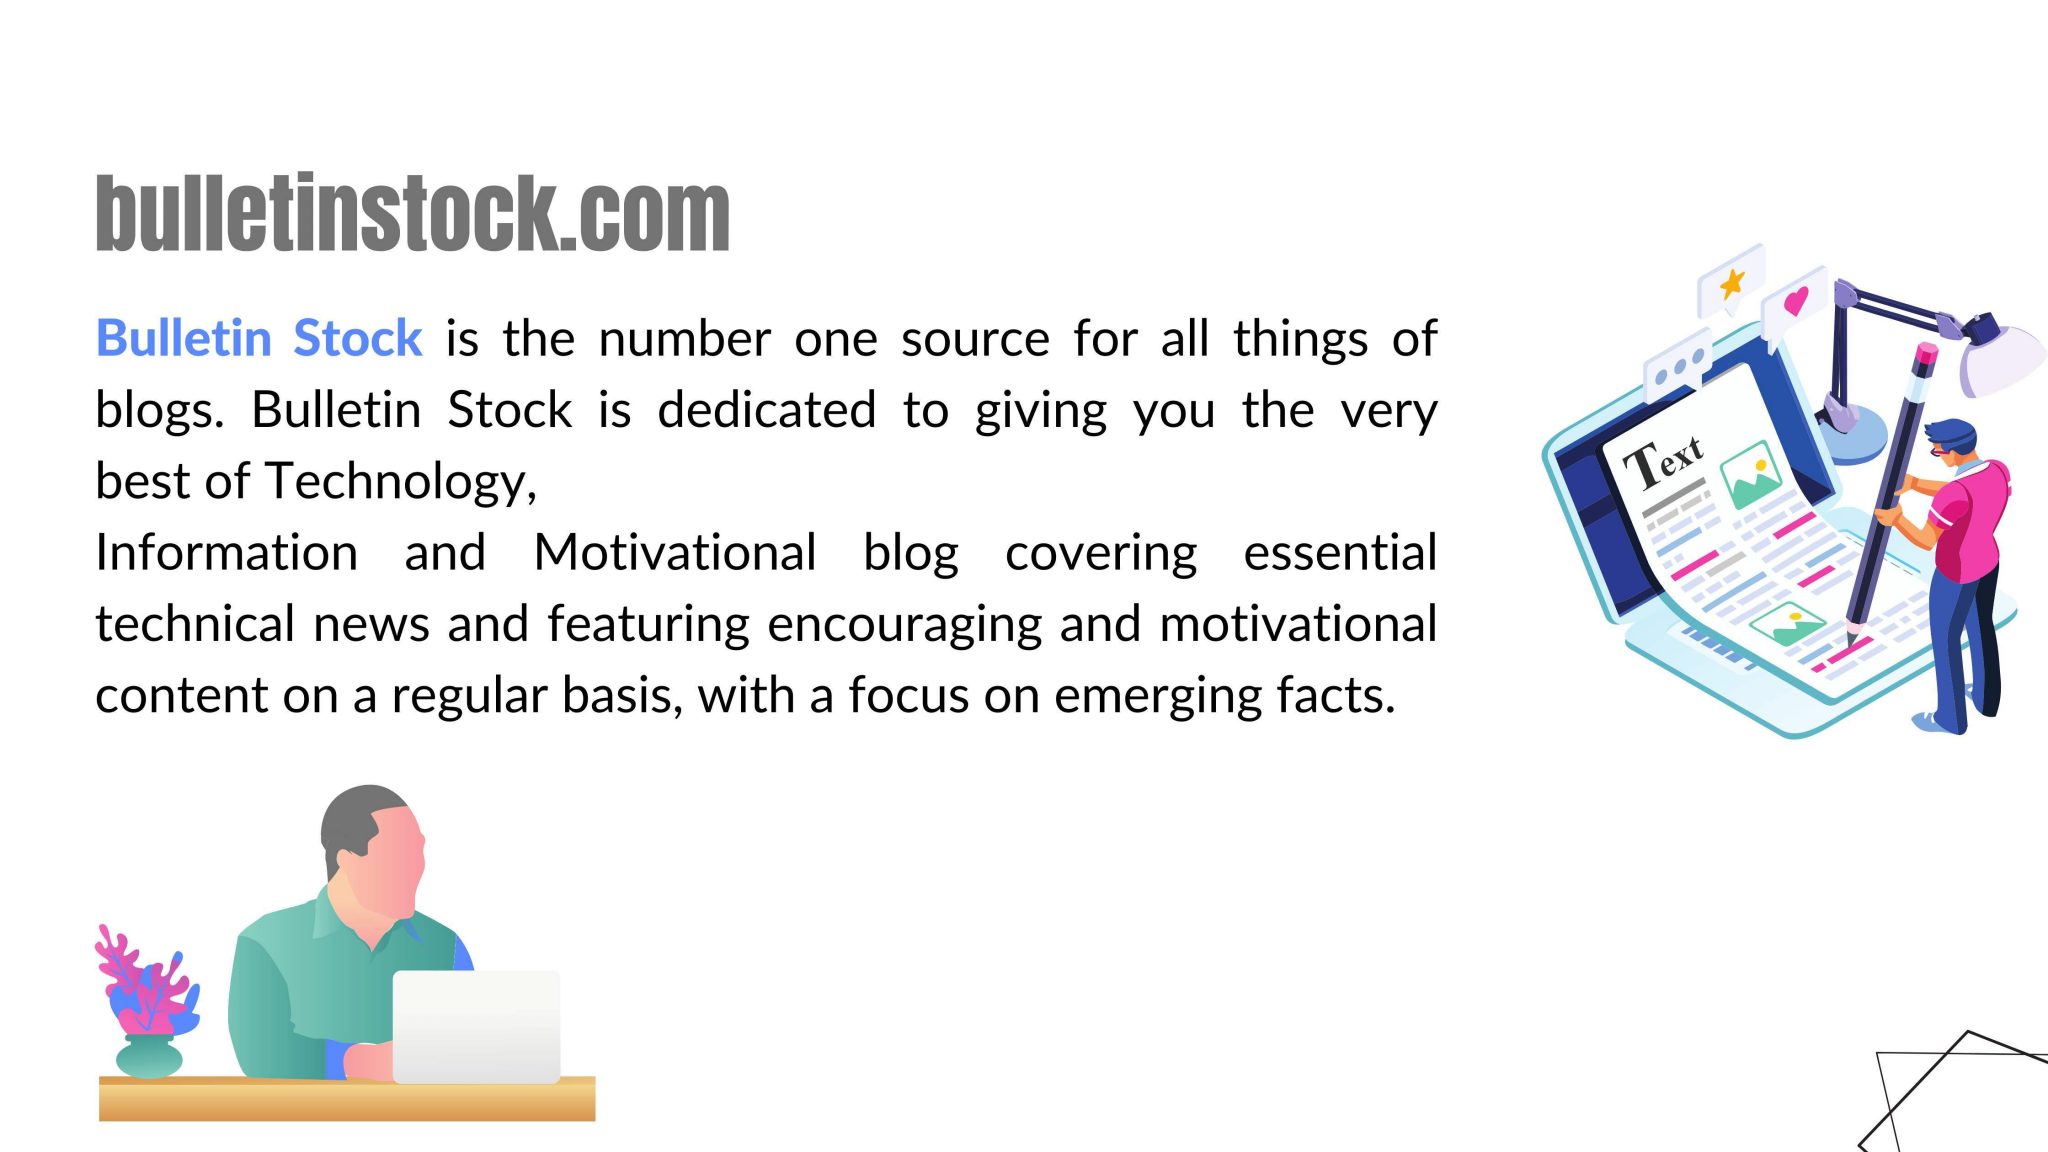 bulletinstock.com
Bulletin Stock is the number one source for all things of
blogs. Bulletin Stock is dedicated to giving you the very
best of Technology,
Information and Motivational blog covering essential
technical news and featuring encouraging and motivational
content on a regular basis, with a focus on emerging facts.
Text